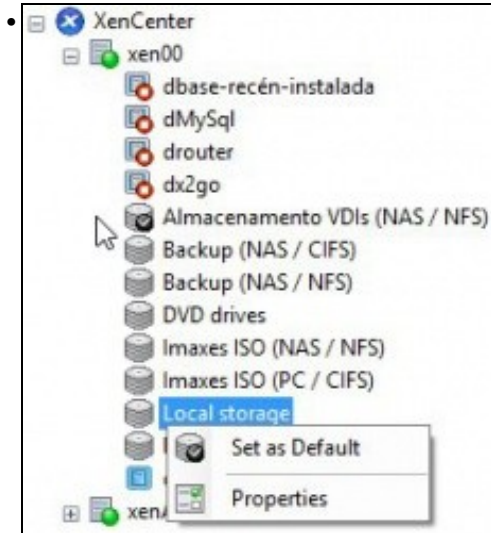 XenCenter
xen00
dbase-recén-instalada
dMySql
drouter
dx2go
Almacenamento VDIs (NAS / NFS)
Backup (NAS / CIFS)
Backup (NAS / NFS)
DVD drives
Imaxes ISO (NAS / NFS)
Imaxes ISO (PC / CIFS)
Local storage
Set as Default
Properties